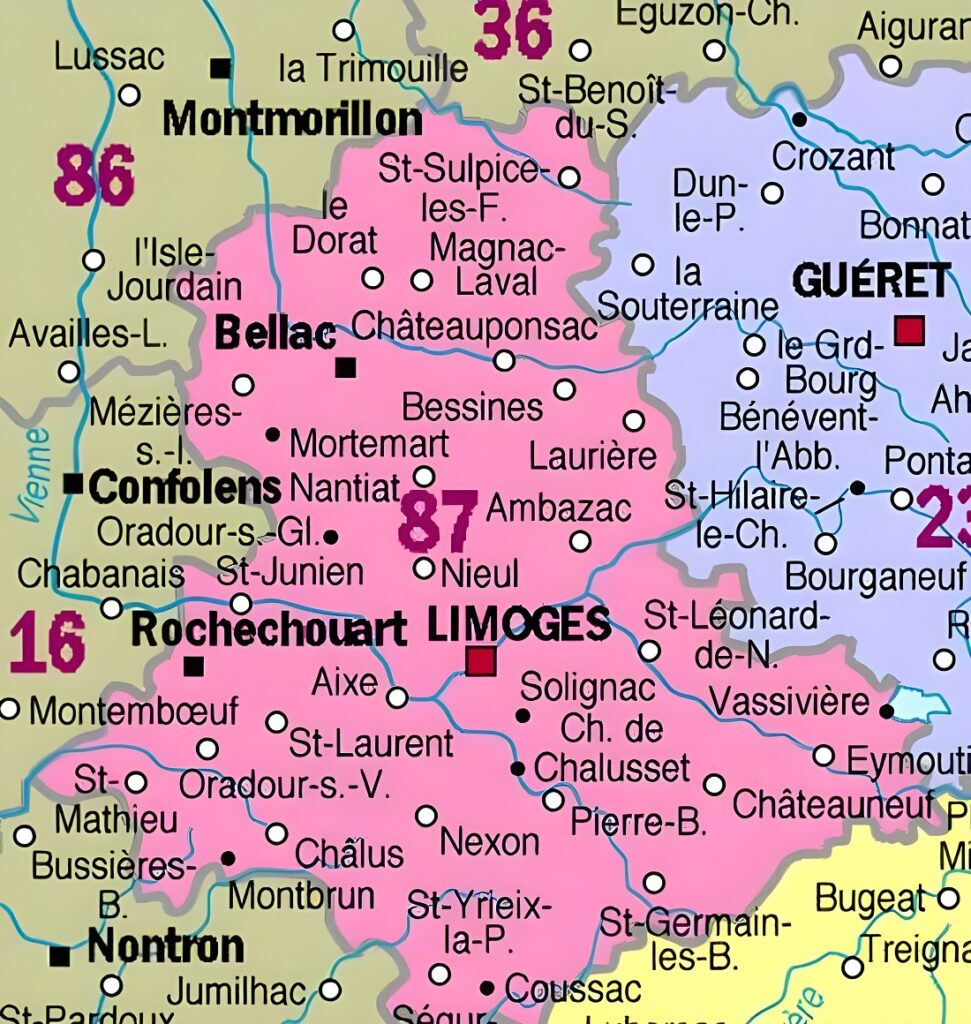 Eguzon-Ch.
36
Lussac
la Trimouille
Montmorillon
St-Benoît-
du-S.
Crozant
86
St-Sulpice-
les-F.
Dun-
le-P.
le
Dorat
Magnac-
Laval
Bonnat
l'Isle-
Jourdain
la
Souterraine
GUÉRET
Availles-L.
Bellac
Châteauponsac
le Grd-
Bourg
Mézières-
s.-I.
Bessines
Bénévent-
l'Abb.
Mortemart
Laurière
Vienne
Confolens
Nantiat
87
Ambazac
St-Hilaire-
le-Ch.
Oradour-s.-Gl.
Chabanais
St-Junien
Nieul
Bourganeuf
16
Rochechouart
LIMOGES
St-Léonard-
de-N.
Aixe
Solignac
Vassivière
Montembœuf
St-Laurent
Ch. de
Chalusset
Oradour-s.-V.
St-
Mathieu
Châteauneuf
Pierre-B.
Nexon
Châlus
Bussières-
B.
Montbrun
Bugeat
St-Yrieix-
la-P.
St-Germain-
les-B.
Nontron
Jumilhac
Coussac
St-Pardoux
Ségur-